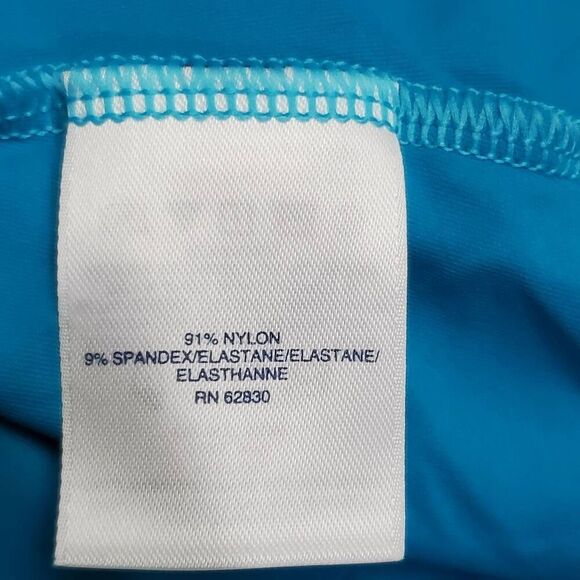 91% NYLON
9% SPANDEX/ELASTANE/ELASTANE/
ELASTHANNE
RN 62830